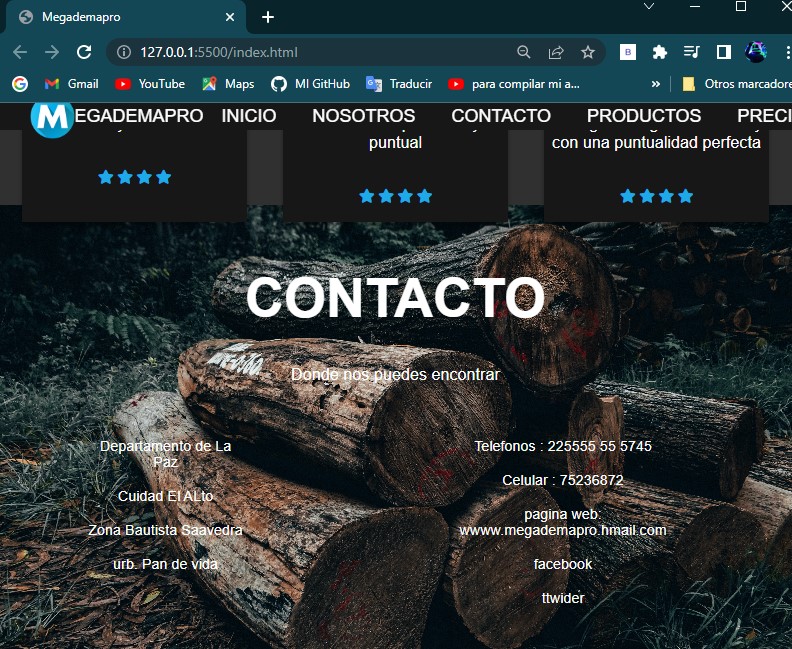 Megademapro
127.0.0.1:5500/index.html
Gmail
YouTube
Maps
MI GitHub
Traducir
para compilar mi a...
»
Otros marcadore
MEGADEMAPRO INICIO NOSOTROS CONTACTO PRODUCTOS PRECI
puntual
con una puntualidad perfecta
CONTACTO
Donde nos puedes encontrar
Departamento de La
Paz
Cuidad El ALto
Zona Bautista Saavedra
urb. Pan de vida
Telefonos : 225555 55 5745
Celular : 75236872
pagina web:
wwww.megademapro.hmail.com
facebook
ttwider